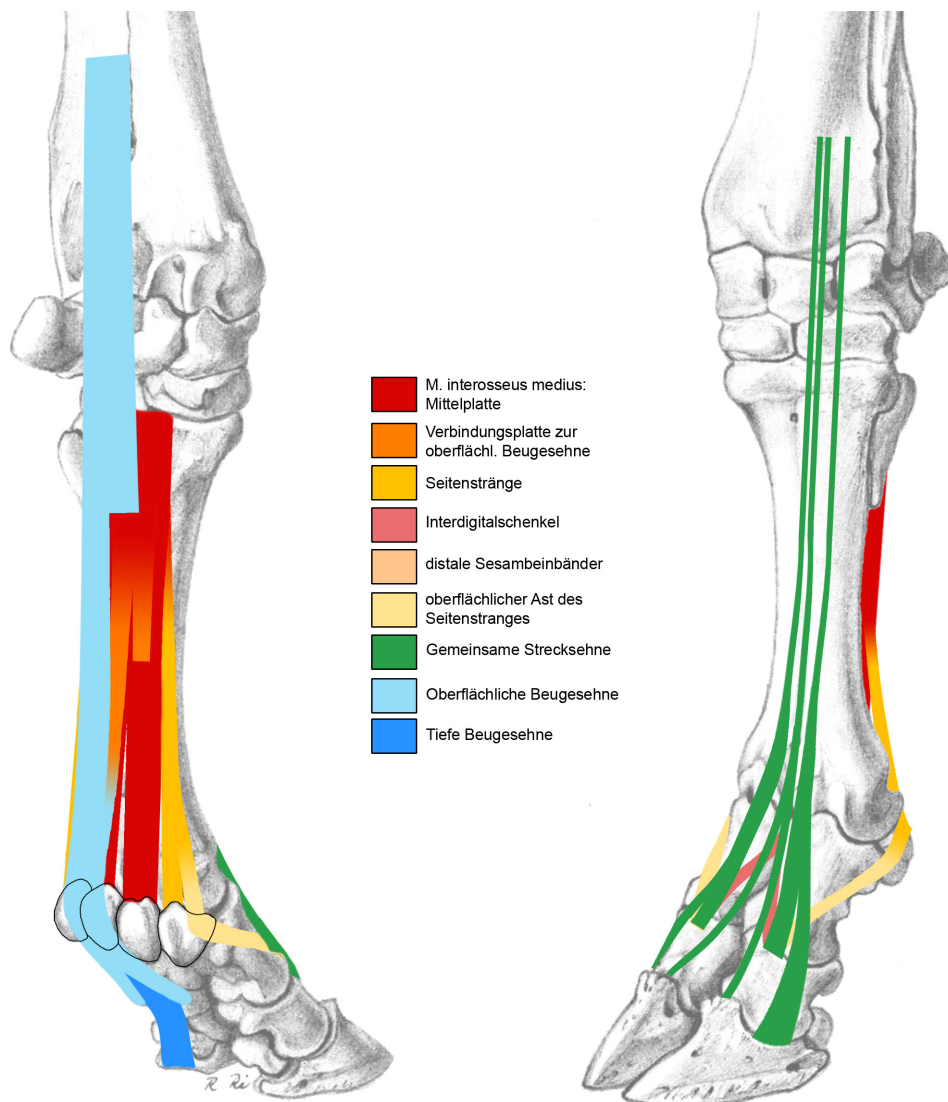 M. interosseus medius:
Mittelplatte
Verbindungsplatte zur
oberflächl. Beugesehne
Seitenstränge
Interdigitalschenkel
distale Sesambeinbänder
oberflächlicher Ast des
Seitenstranges
Gemeinsame Strecksehne
Oberflächliche Beugesehne
Tiefe Beugesehne
R Ri